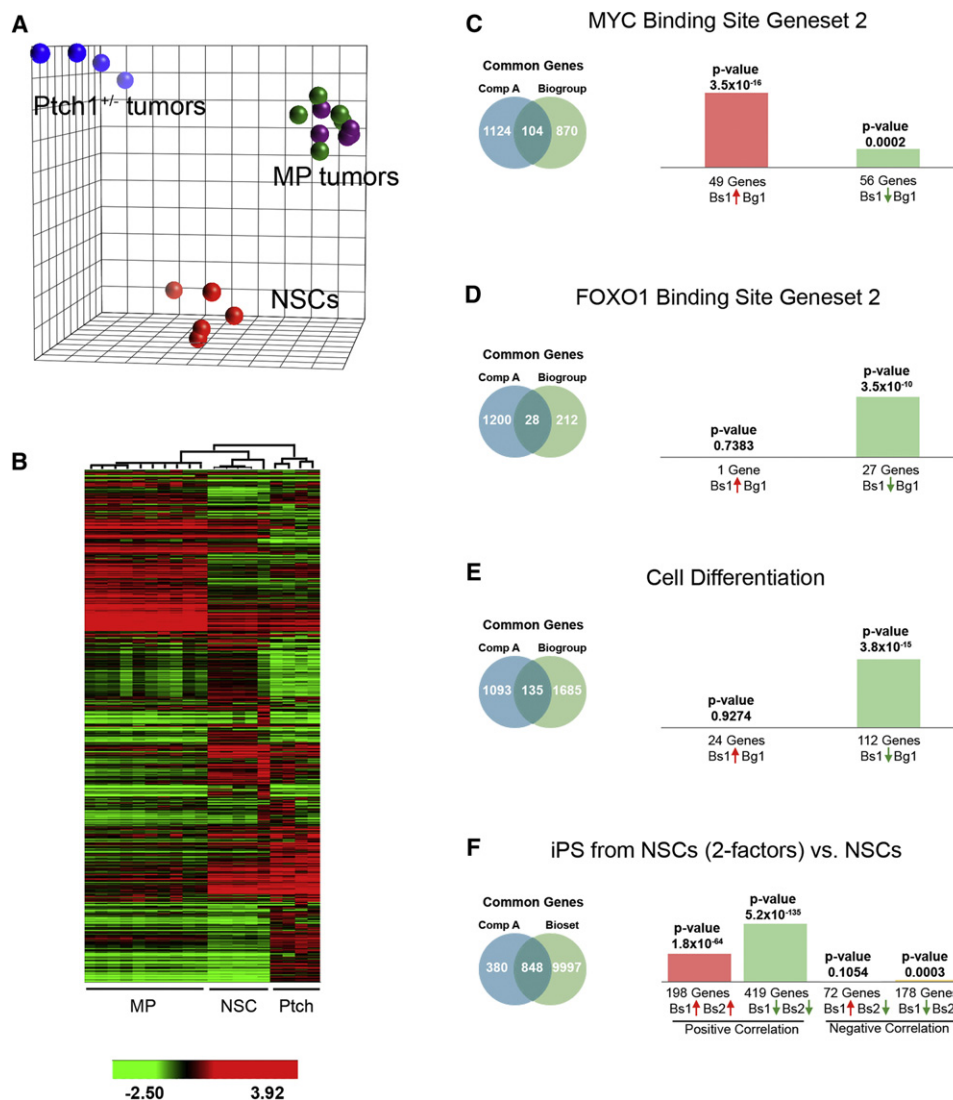 A
Ptch1+/- tumors
MP tumors
NSCs
B
MP NSC Ptch
-2.50 3.92
C
MYC Binding Site Geneset 2
Common Genes
Comp A Biogroup
1124 104 870
p-value
3.5x10-16
p-value
0.0002
49 Genes
Bs1↑Bg1
56 Genes
Bs1↓Bg1
D
FOXO1 Binding Site Geneset 2
Common Genes
Comp A Biogroup
1200 28 212
p-value
0.7383
p-value
3.5x10-10
1 Gene
Bs1↑Bg1
27 Genes
Bs1↓Bg1
E
Cell Differentiation
Common Genes
Comp A Biogroup
1093 135 1685
p-value
0.9274
p-value
3.8x10-15
24 Genes
Bs1↑Bg1
112 Genes
Bs1↓Bg1
F
iPS from NSCs (2-factors) vs. NSCs
Common Genes
Comp A Bioset
380 848 9997
p-value
1.8x10-64
p-value
5.2x10-135
p-value
0.1054
p-value
0.0003
198 Genes 419 Genes 72 Genes 178 Genes
Bs1↑Bs2↑ Bs1↓Bs2↓ Bs1↑Bs2↓ Bs1↓Bs2
Positive Correlation Negative Correlation